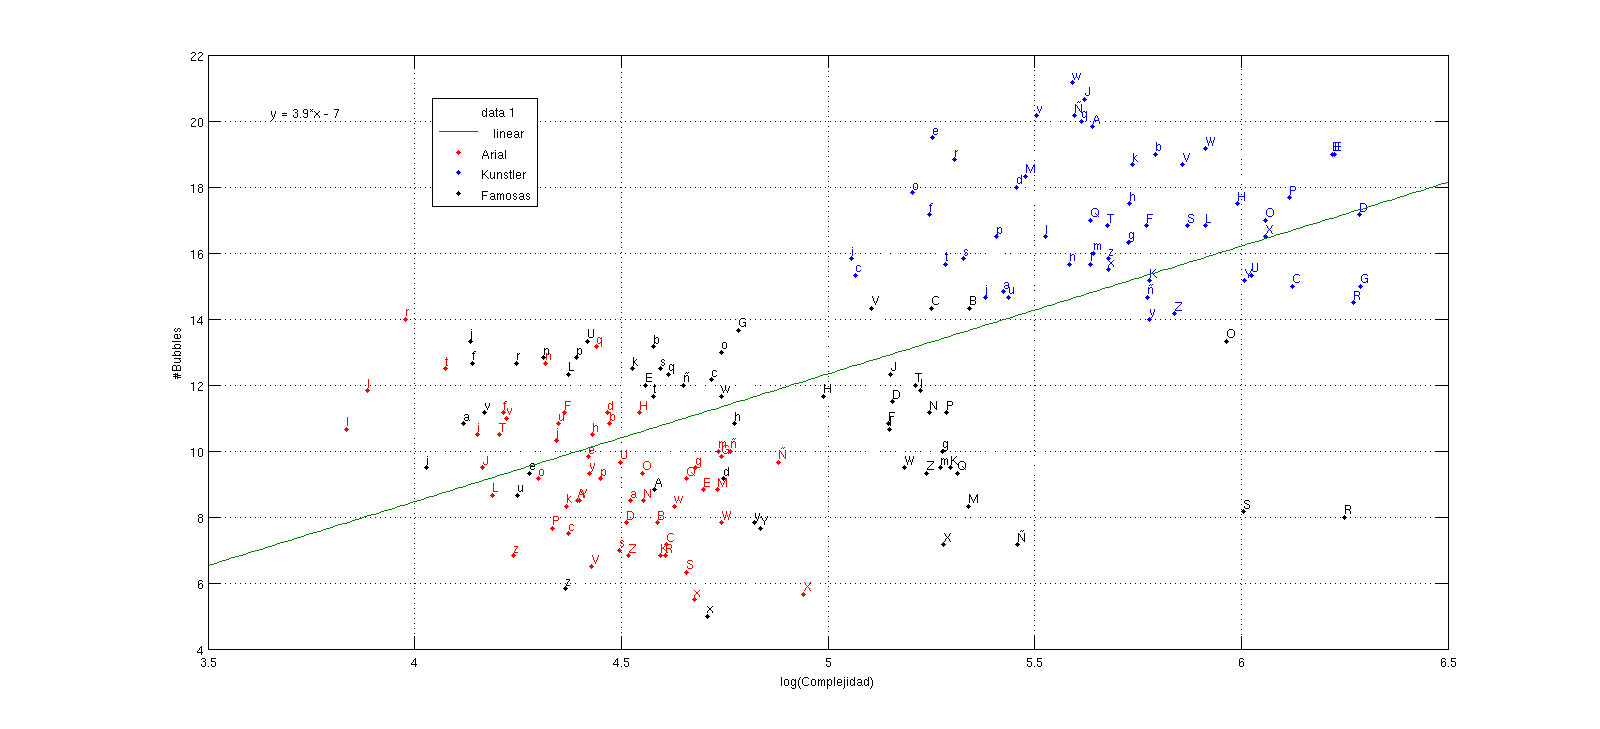 22
20
18
16
14
12
10
8
6
4
3.5 4 4.5 5 5.5 6 6.5
#Bubbles
log(Complejidad)
y = 3.9*x - 7
data 1
linear
Arial
Kunstler
Famosas
w
J
v Ñ g A
e
r
W
b
k V
M
d
o
P
h H
f
D
Q T F S L O
p l g X
m
j s z
t n x
c
K Y U
C G
j a u ñ
R
Z
y
V C B
r
G
O
j U q
b
o
f r n p n
t k s q
L c
J
E ñ
T
l
t w H
D
v f v F d H
N P
a u p h
l
F
i T j h
m ñ
g
e G
J e U g Ñ
i
W m K
o v p O Q d
Z Q
L u k A Y a N E M A
w
M
S
P c D B W y Y
R
z s Z K R C
X Ñ
V
S
z
x X
x